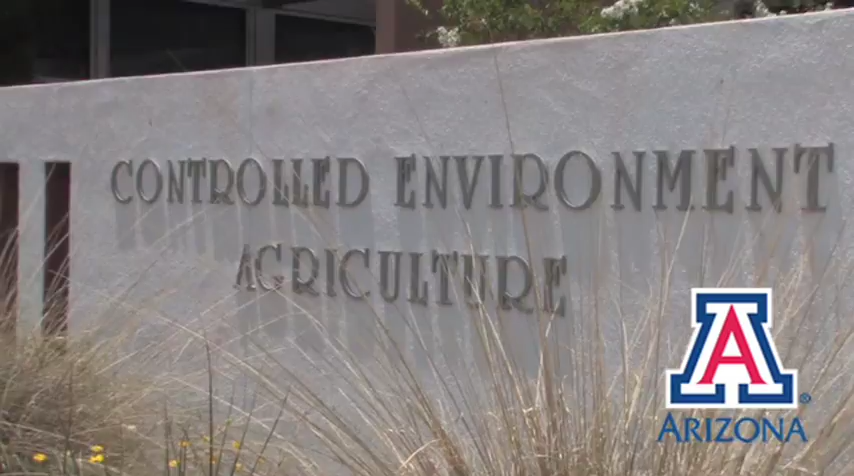 CONTROLLED ENVIRONMENT
AGRICULTURE
A
®
ARIZONA